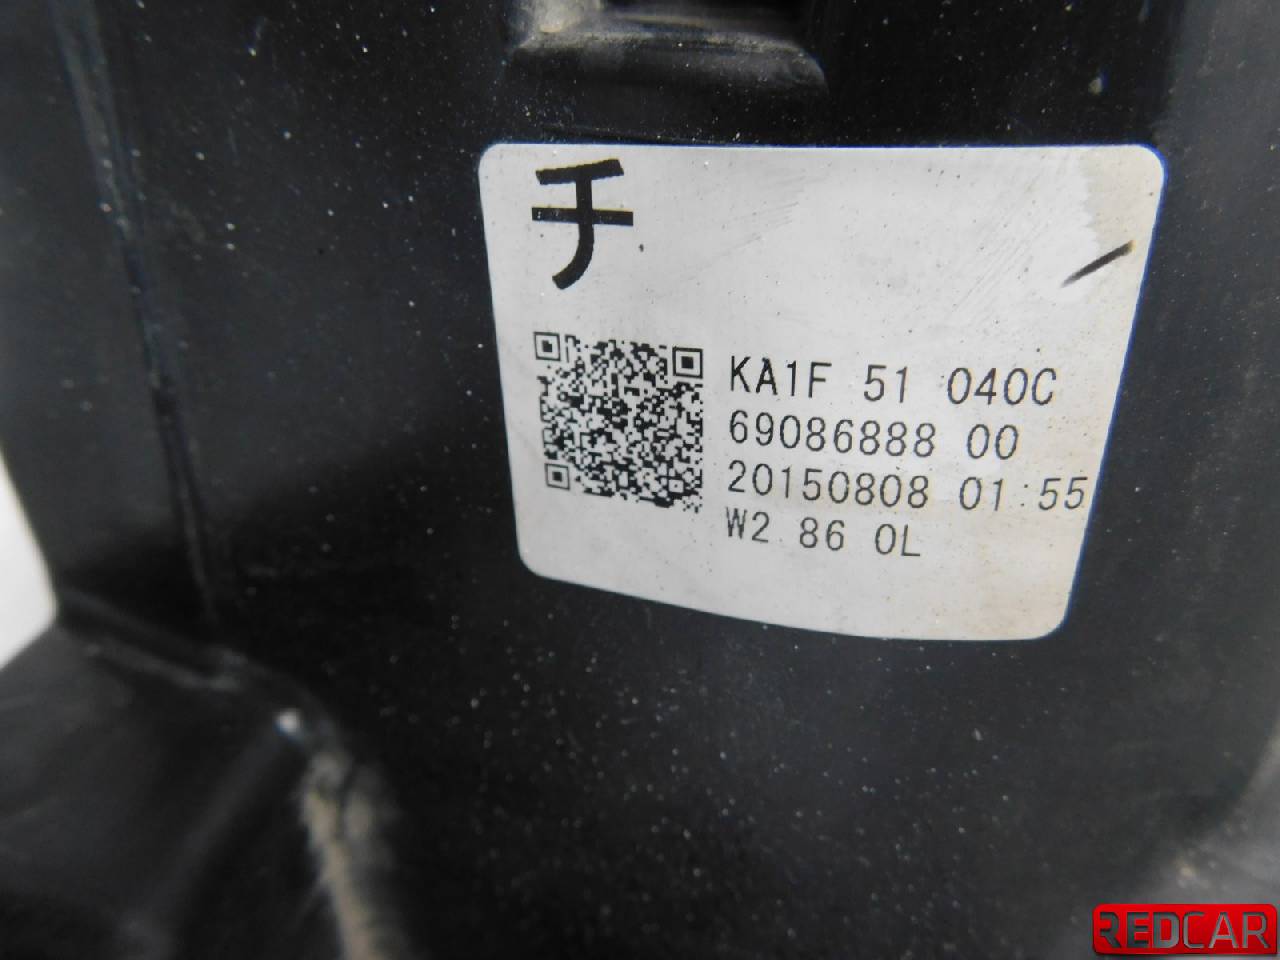 チ
KA1F 51 040C
69086888 00
20150808 01:55
W2 86 0L
REDCAR